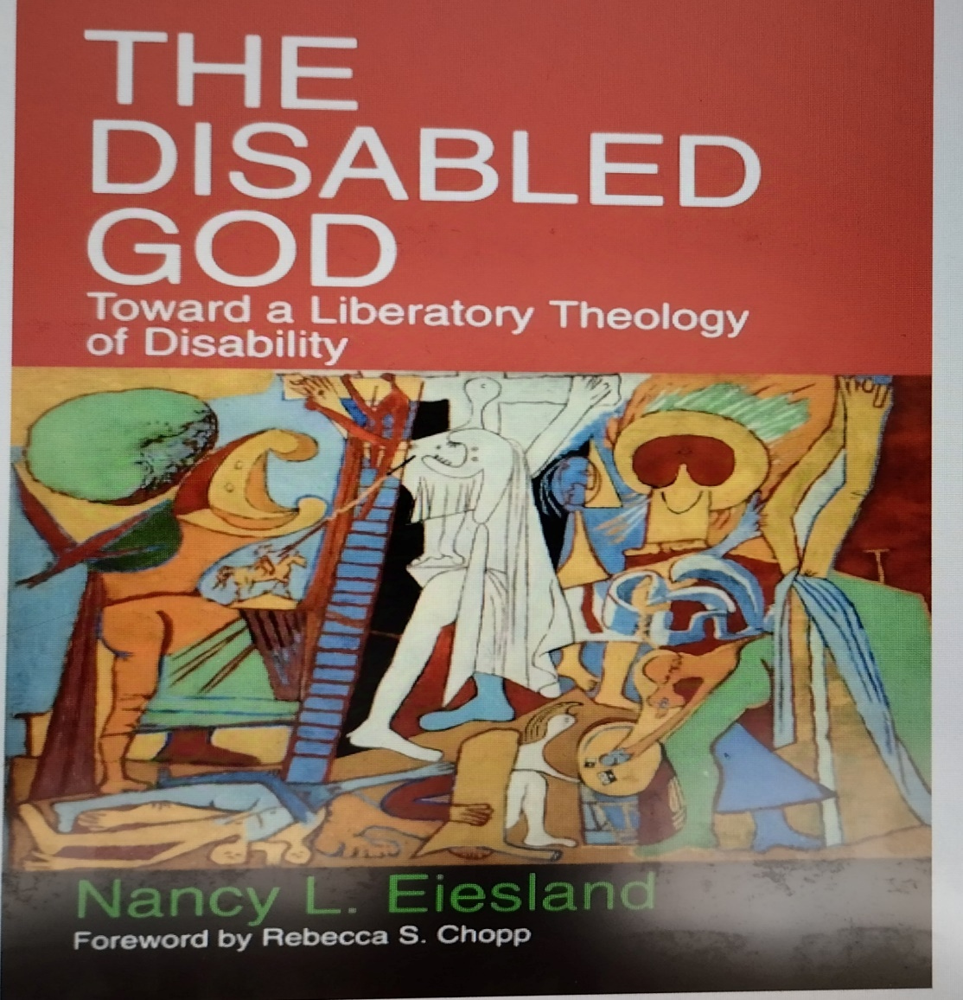 THE
DISABLED
GOD
Toward a Liberatory Theology
of Disability
Nancy L. Eiesland
Foreword by Rebecca S. Chopp